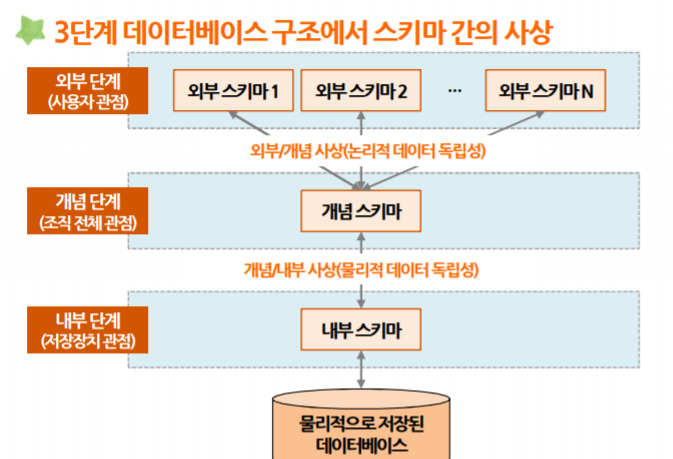 3단계 데이터베이스 구조에서 스키마 간의 사상
외부 단계
(사용자 관점)
외부 스키마 1
외부 스키마 2
...
외부 스키마 N
외부/개념 사상(논리적 데이터 독립성)
개념 단계
(조직 전체 관점)
개념 스키마
개념/내부 사상(물리적 데이터 독립성)
내부 단계
(저장장치 관점)
내부 스키마
물리적으로 저장된
데이터베이스